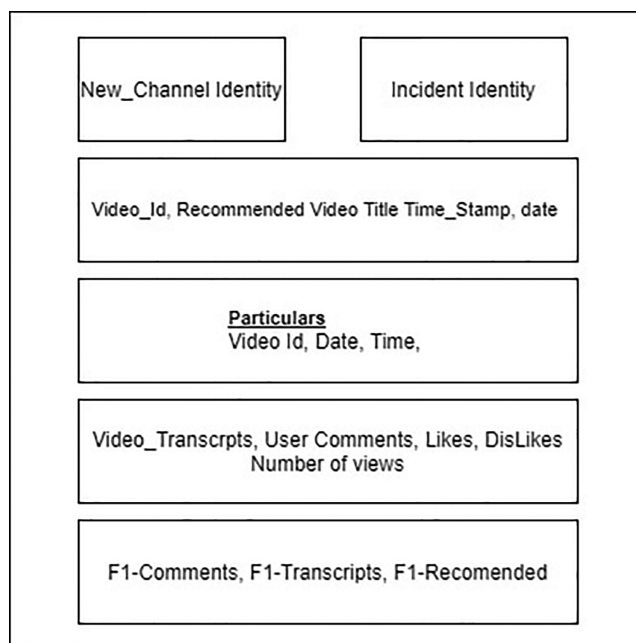 New_Channel Identity
Incident Identity
Video_Id, Recommended Video Title Time_Stamp, date
Particulars
Video Id, Date, Time,
Video_Transcrpts, User Comments, Likes, DisLikes
Number of views
F1-Comments, F1-Transcripts, F1-Recomended